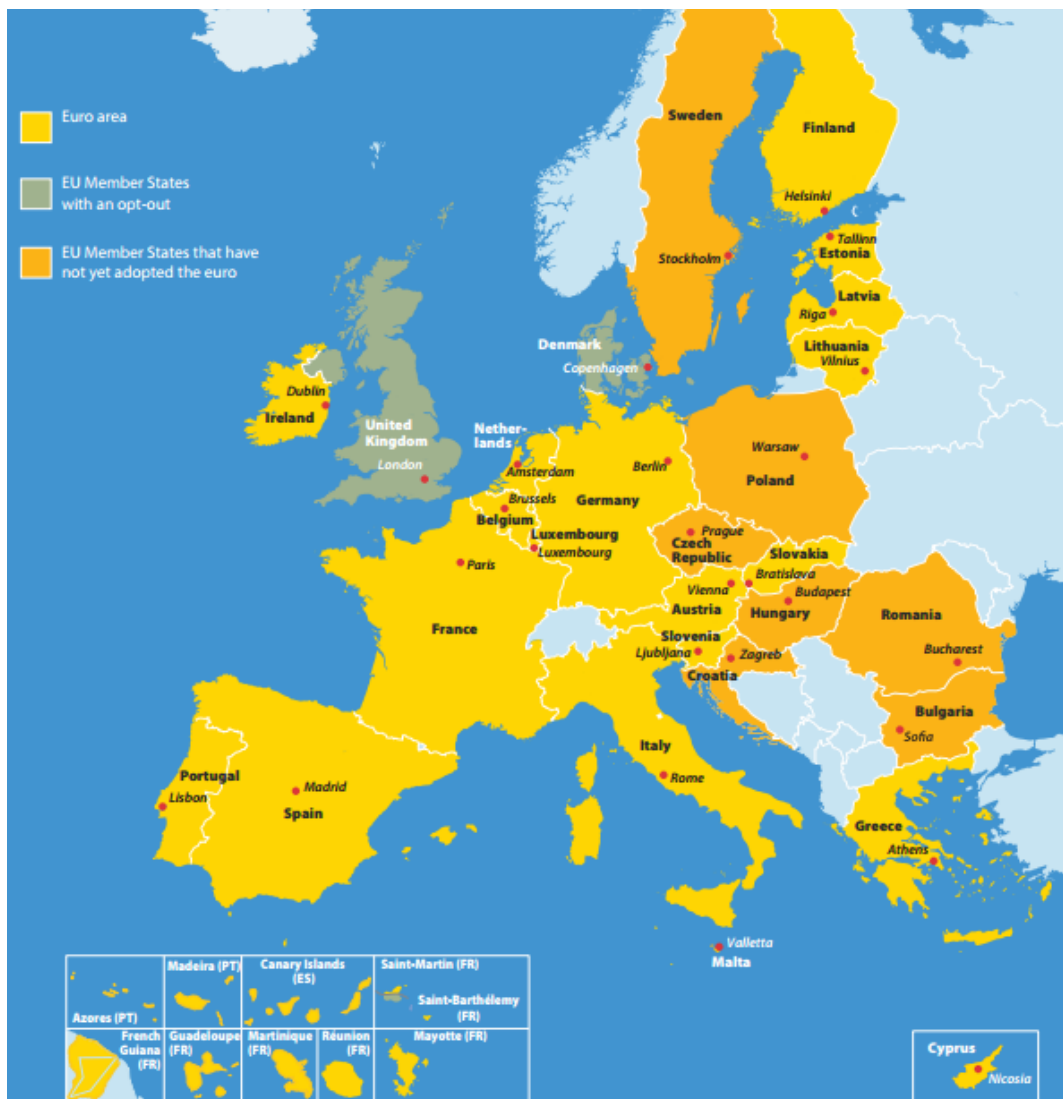 Euro area
EU Member States
with an opt-out
EU Member States that have
not yet adopted the euro
Sweden
Finland
Helsinki
Tallinn
Estonia
Stockholm
Latvia
Riga
Lithuania
Vilnius
Denmark
Copenhagen
Dublin
Ireland
United
Kingdom
London
Nether-
lands
Amsterdam
Berlin
Warsaw
Poland
Brussels
Belgium
Germany
Luxembourg
Luxembourg
Prague
Czech
Republic
Slovakia
Bratislava
Paris
Vienna
Austria
Budapest
Hungary
Romania
Bucharest
France
Slovenia
Ljubljana
Zagreb
Croatia
Bulgaria
Sofia
Italy
Rome
Portugal
Lisbon
Madrid
Spain
Greece
Athens
Valletta
Malta
Azores (PT)
Madeira (PT)
Canary Islands
(ES)
Saint-Martin (FR)
Saint-Barthélemy
(FR)
French
Guiana
(FR)
Guadeloupe
(FR)
Martinique
(FR)
Réunion
(FR)
Mayotte (FR)
Cyprus
Nicosia